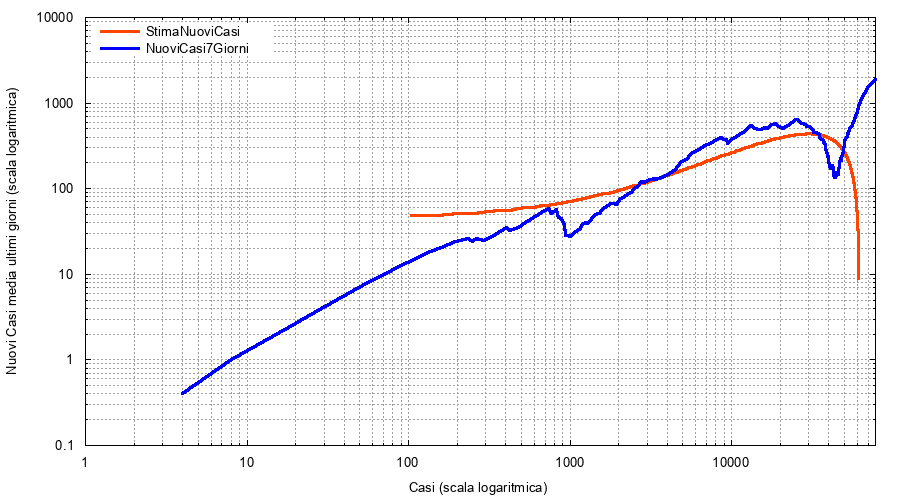 10000
1000
100
10
1
0.1
StimaNuoviCasi
NuoviCasi7Giorni
Nuovi Casi media ultimi giorni (scala logaritmica)
1 10 100 1000 10000
Casi (scala logaritmica)